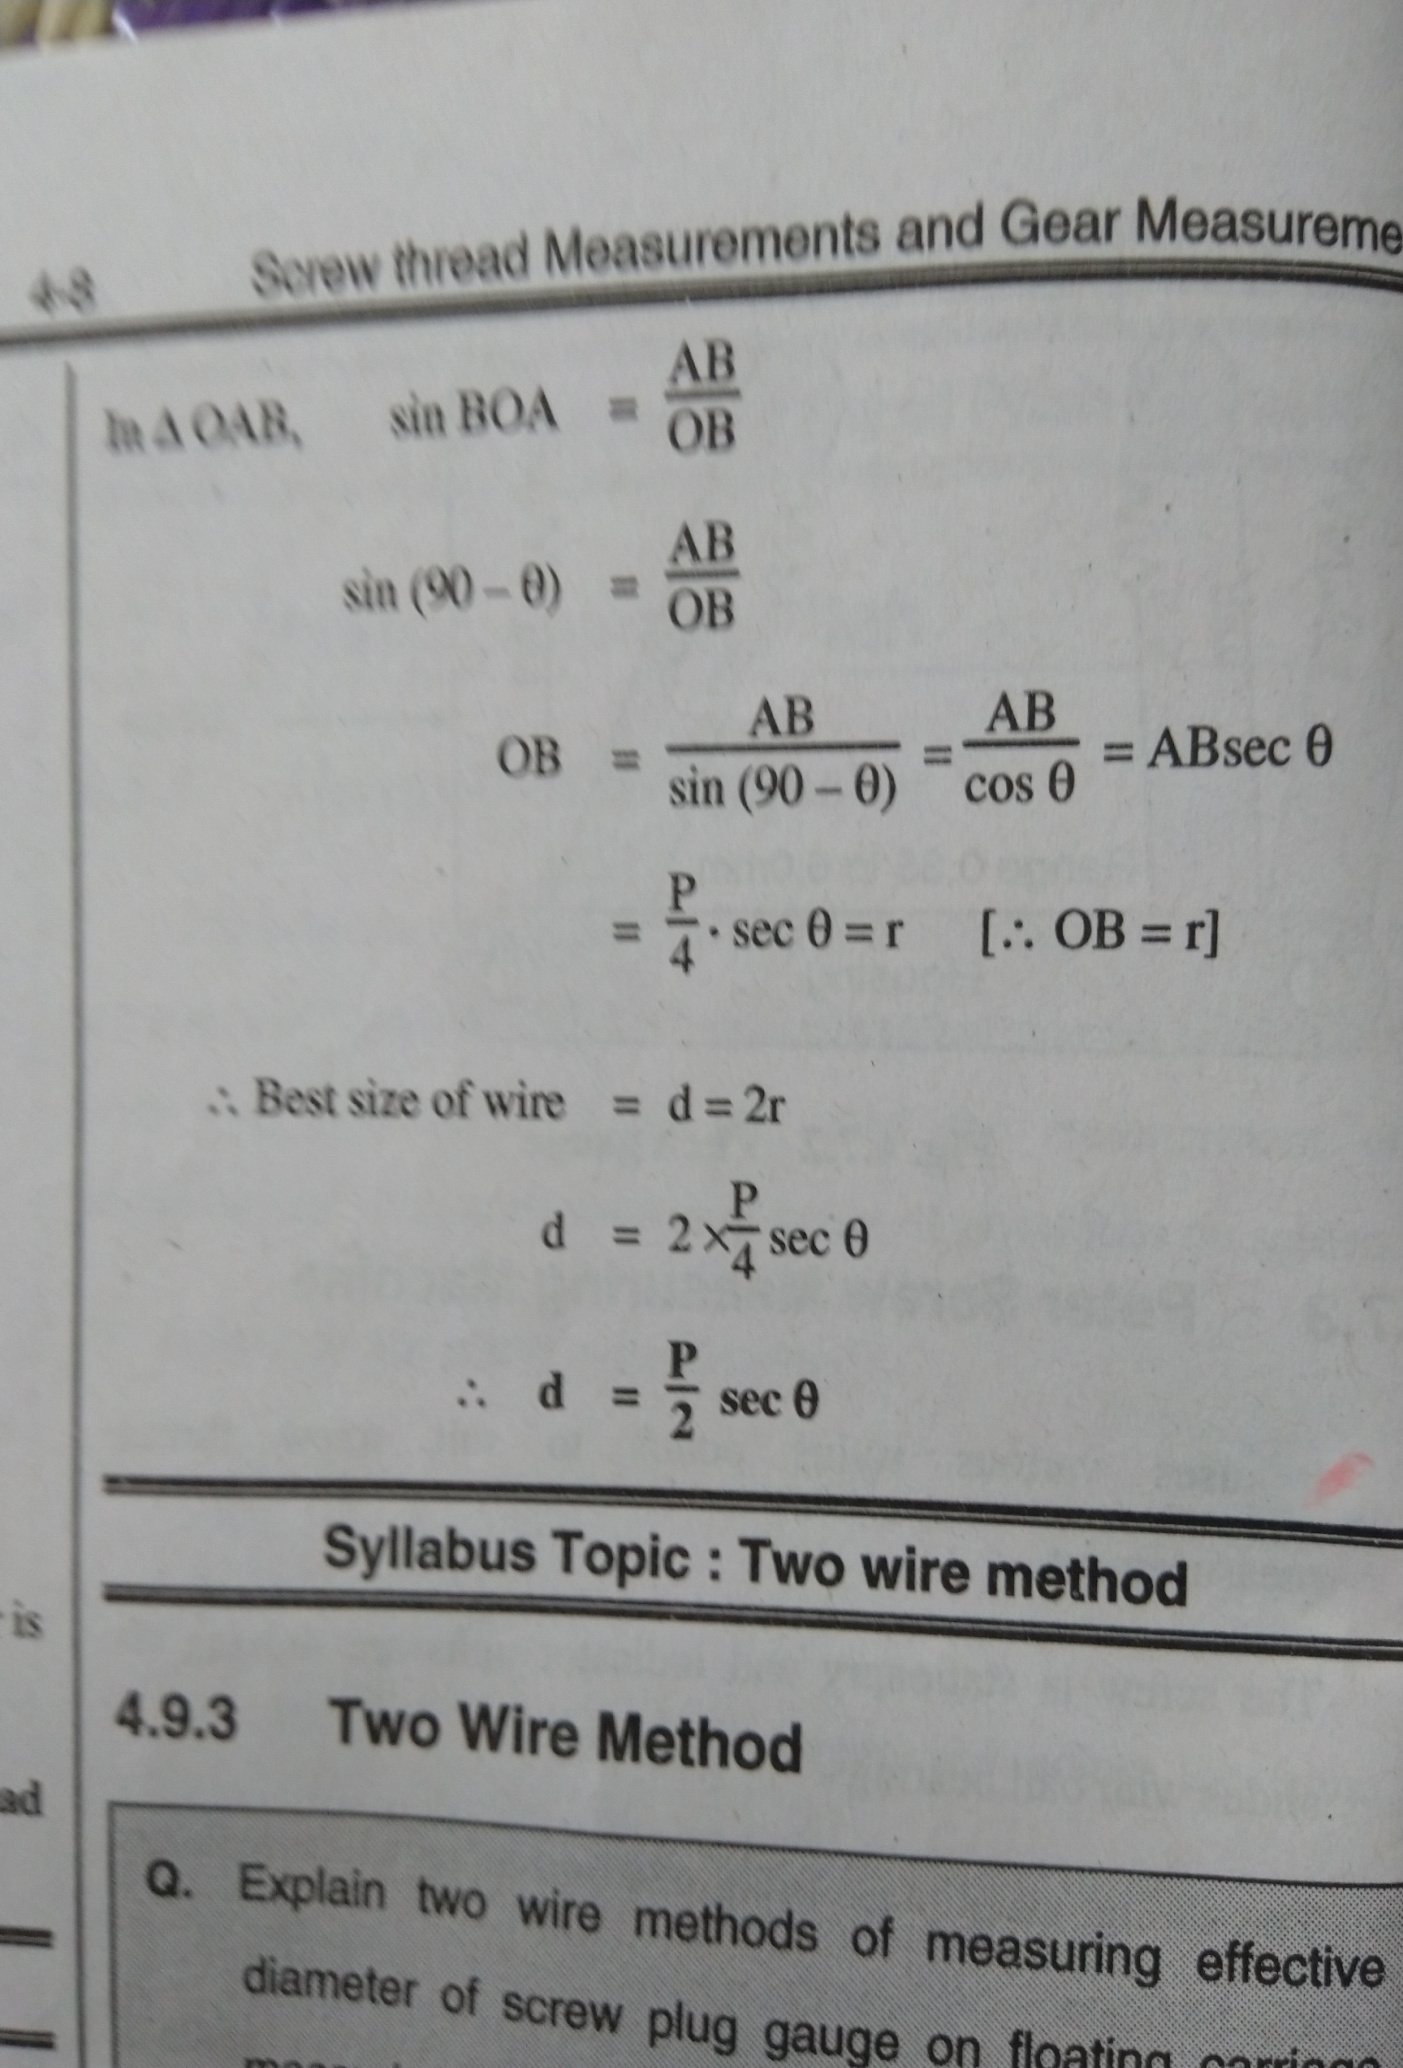 4-8 Screw thread Measurements and Gear Measureme
In Δ OAB, sin BOA = AB/OB
sin (90 – θ) = AB/OB
OB = AB/sin (90 – θ) = AB/cos θ = ABsec θ
= P/4 · sec θ = r [∴ OB = r]
∴ Best size of wire = d = 2r
d = 2 × P/4 sec θ
∴ d = P/2 sec θ
Syllabus Topic : Two wire method
is
4.9.3 Two Wire Method
ad
Q. Explain two wire methods of measuring effective
diameter of screw plug gauge on floating carriage